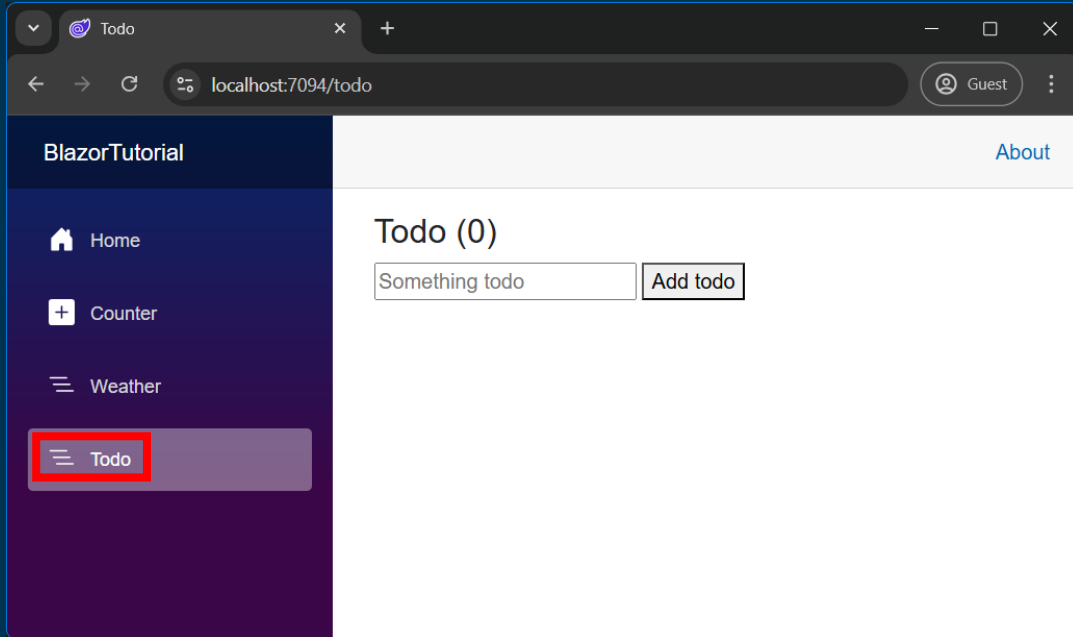 Todo
localhost:7094/todo
Guest
BlazorTutorial
About
Home
Counter
Weather
Todo
Todo (0)
Something todo
Add todo